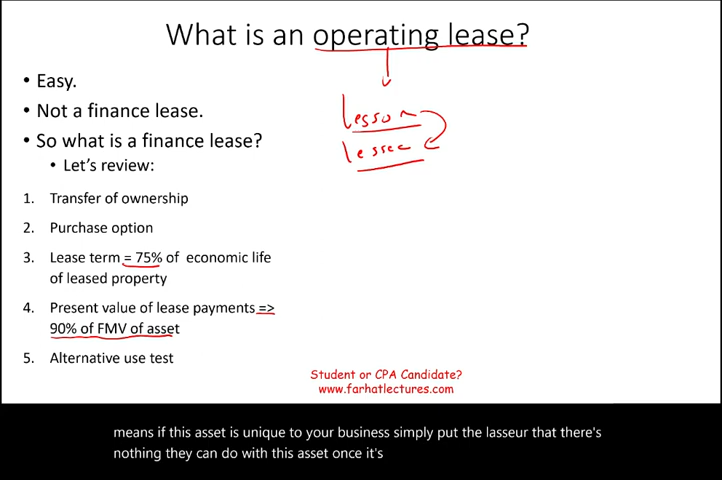 What is an operating lease?
• Easy.
• Not a finance lease.
• So what is a finance lease?
• Let's review:
1. Transfer of ownership
2. Purchase option
3. Lease term = 75% of economic life
of leased property
4. Present value of lease payments =>
90% of FMV of asset
5. Alternative use test
lessor
lessee
Student or CPA Candidate?
www.farhatlectures.com
means if this asset is unique to your business simply put the lasseur that there's
nothing they can do with this asset once it's